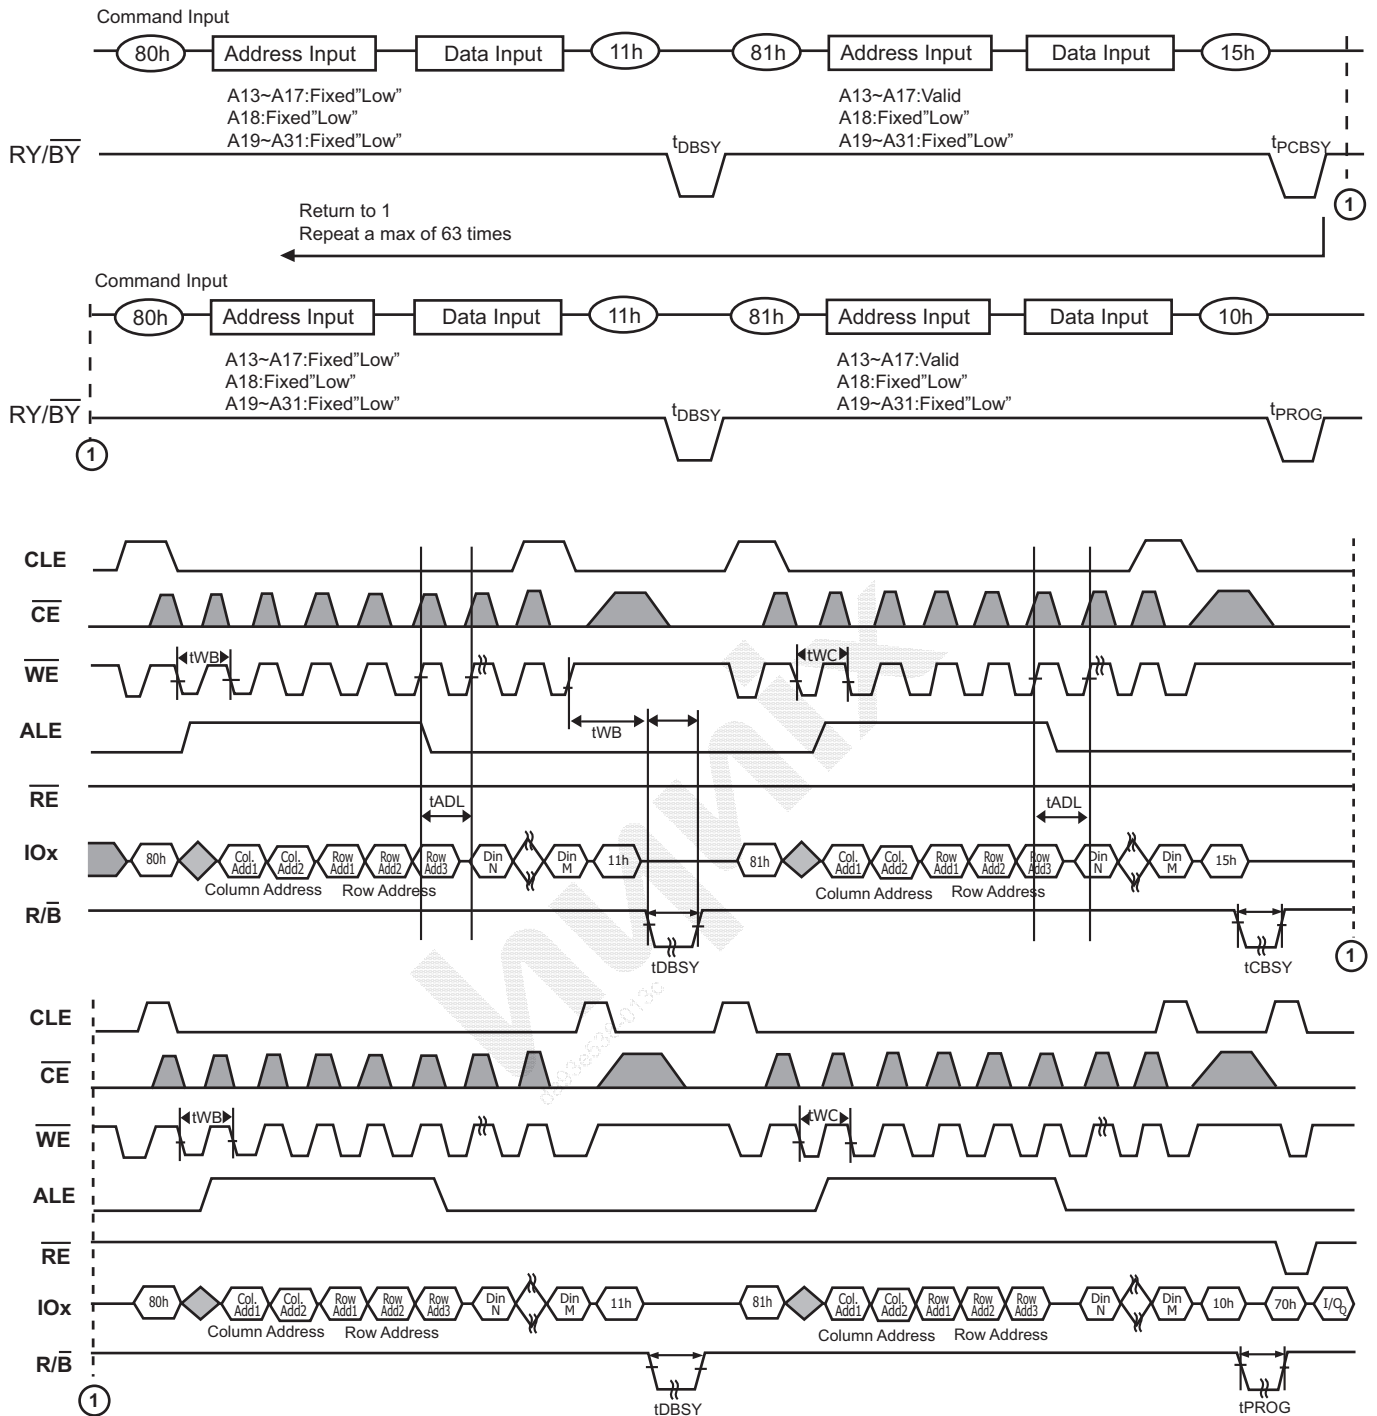 Command Input
80h Address Input Data Input 11h 81h Address Input Data Input 15h
A13~A17:Fixed"Low" A13~A17:Valid
A18:Fixed"Low" A18:Fixed"Low"
A19~A31:Fixed"Low" A19~A31:Fixed"Low"
RY/BY tDBSY tPCBSY
1
Return to 1
Repeat a max of 63 times
Command Input
80h Address Input Data Input 11h 81h Address Input Data Input 10h
A13~A17:Fixed"Low" A13~A17:Valid
A18:Fixed"Low" A18:Fixed"Low"
A19~A31:Fixed"Low" A19~A31:Fixed"Low"
RY/BY tDBSY tPROG
1
CLE
CE
WE tWB tWC
ALE tWB
RE
tADL tADL
IOx 80h Col. Add1 Col. Add2 Row Add1 Row Add2 Row Add3 Din N Din M 11h 81h Col. Add1 Col. Add2 Row Add1 Row Add2 Row Add3 Din N Din M 15h
Column Address Row Address Column Address Row Address
R/B
tDBSY tCBSY 1
hynix
CLE
CE
WE tWB tWC
ALE
RE
IOx 80h Col. Add1 Col. Add2 Row Add1 Row Add2 Row Add3 Din N Din M 11h 81h Col. Add1 Col. Add2 Row Add1 Row Add2 Row Add3 Din N Din M 10h 70h I/O0
Column Address Row Address Column Address Row Address
R/B
1 tDBSY tPROG